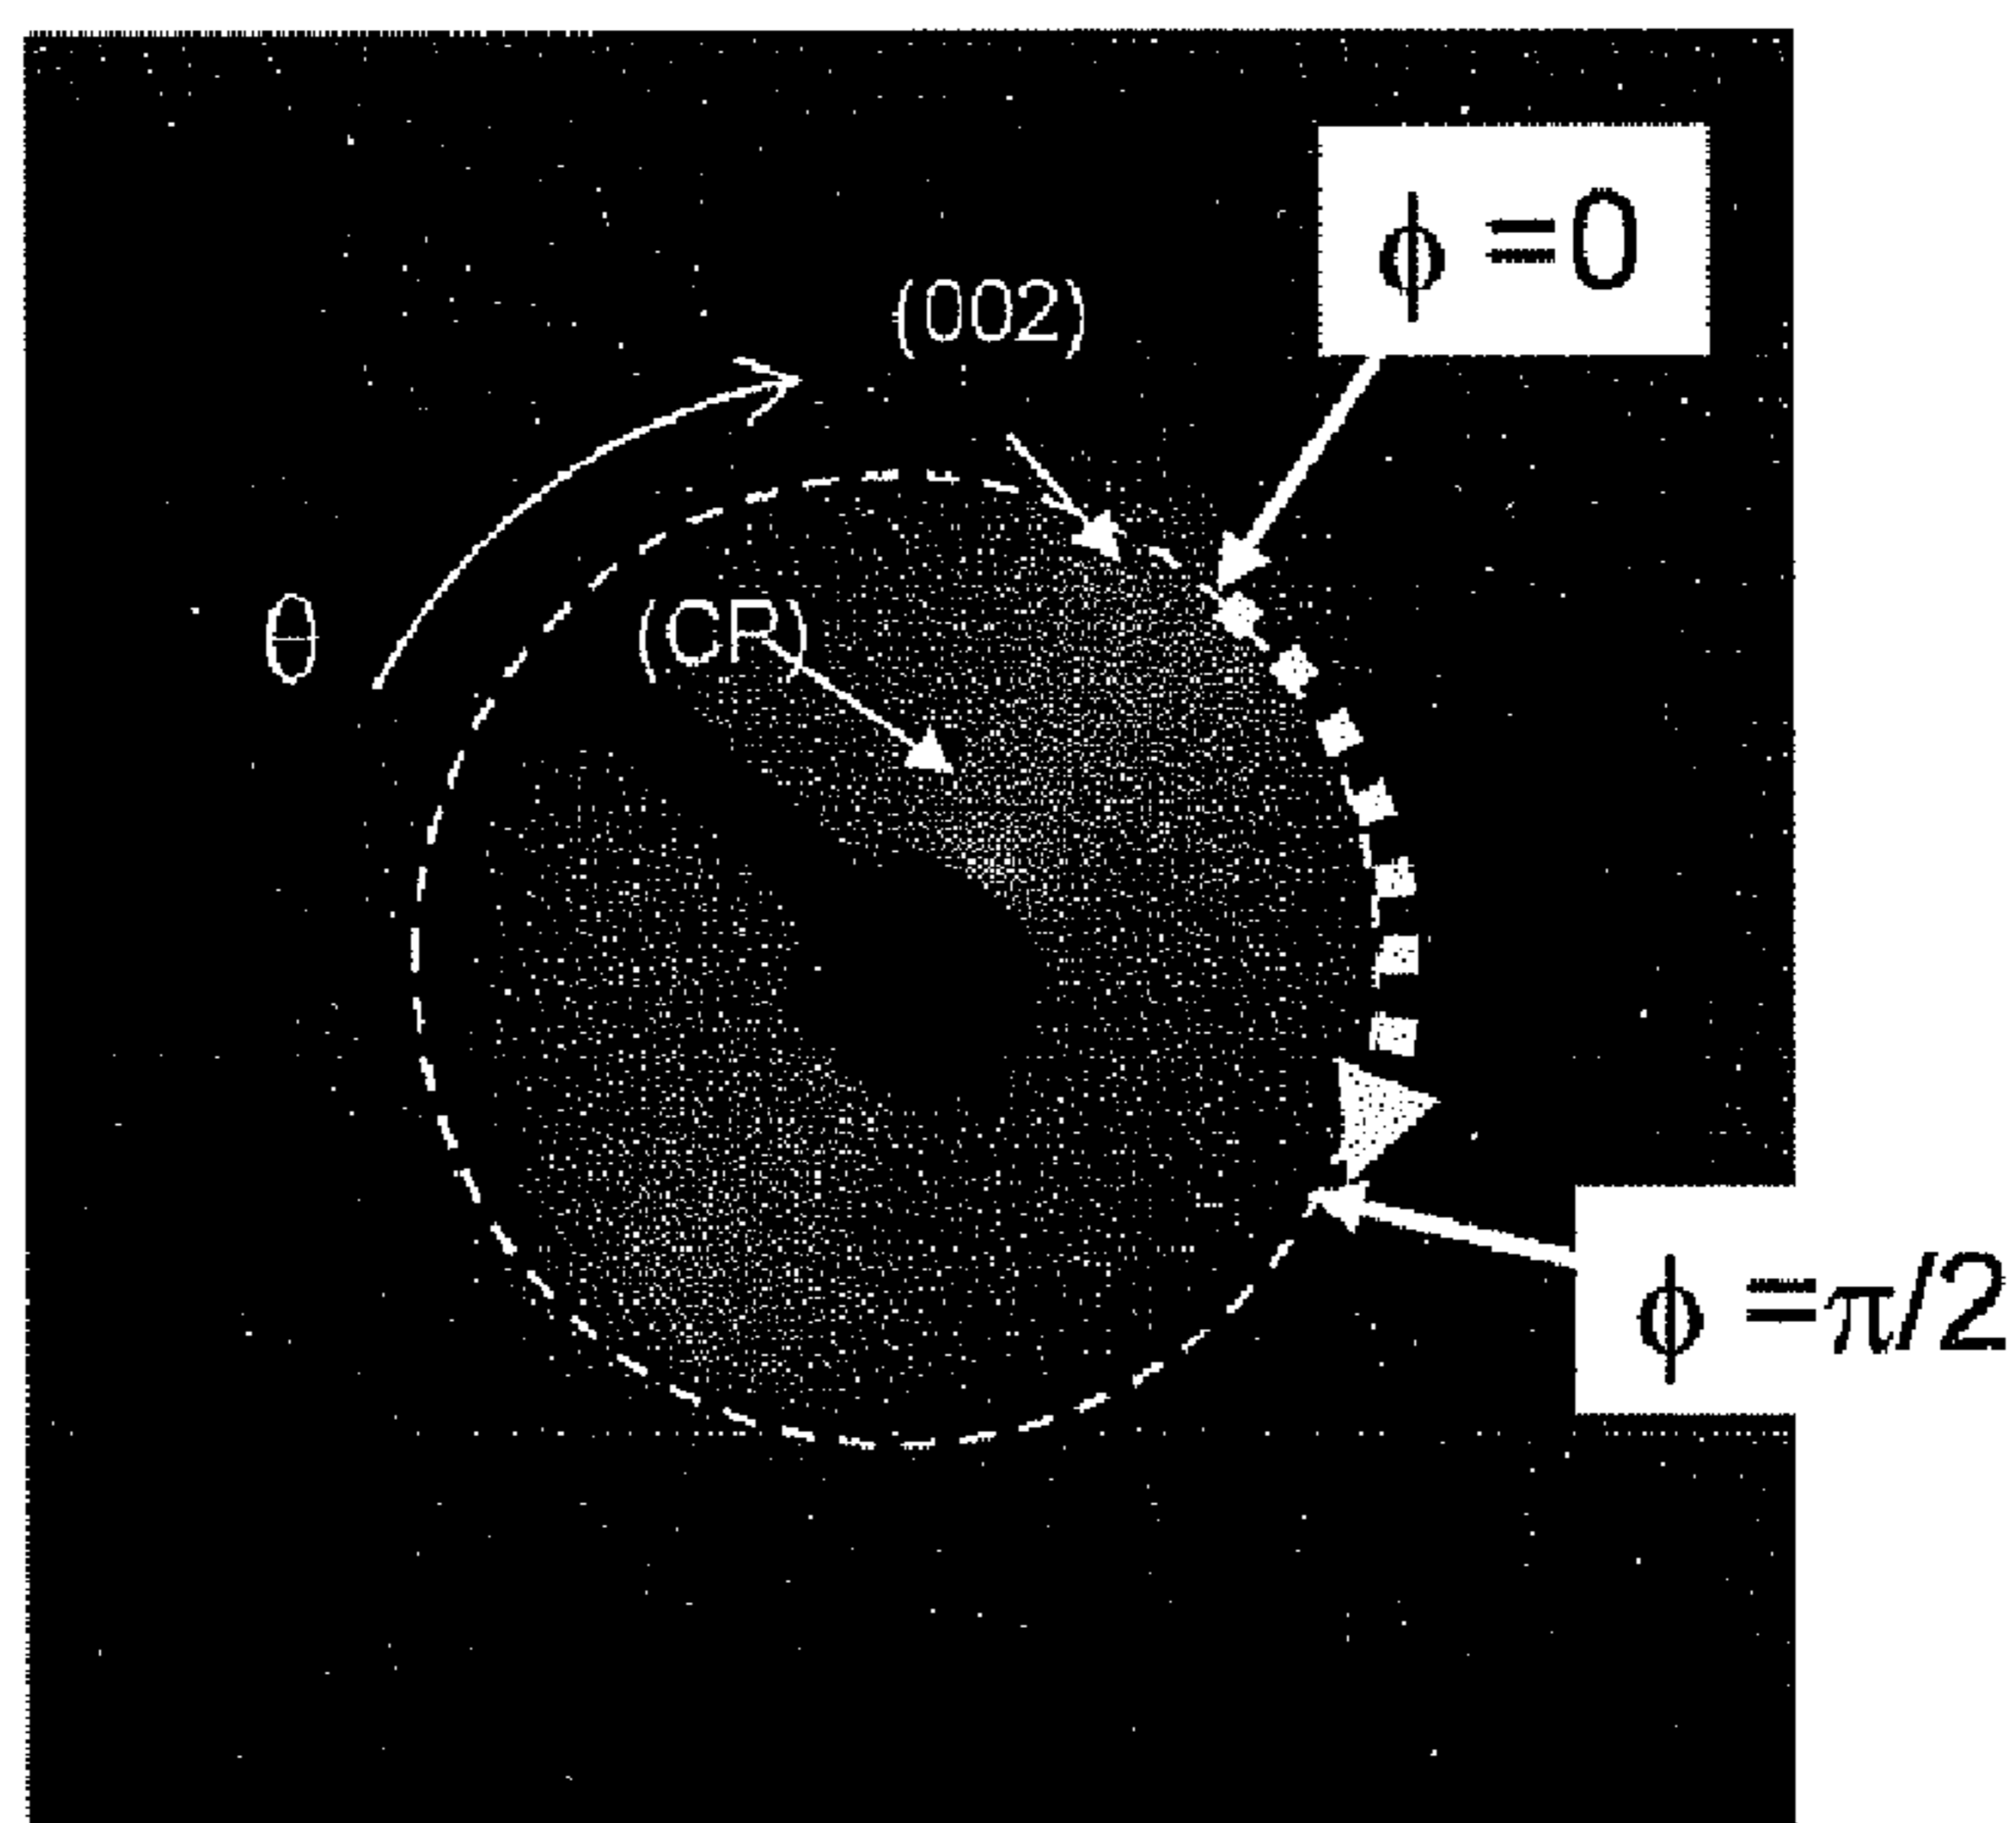 ϕ =0
(002)
θ
(CP)
ϕ =π/2